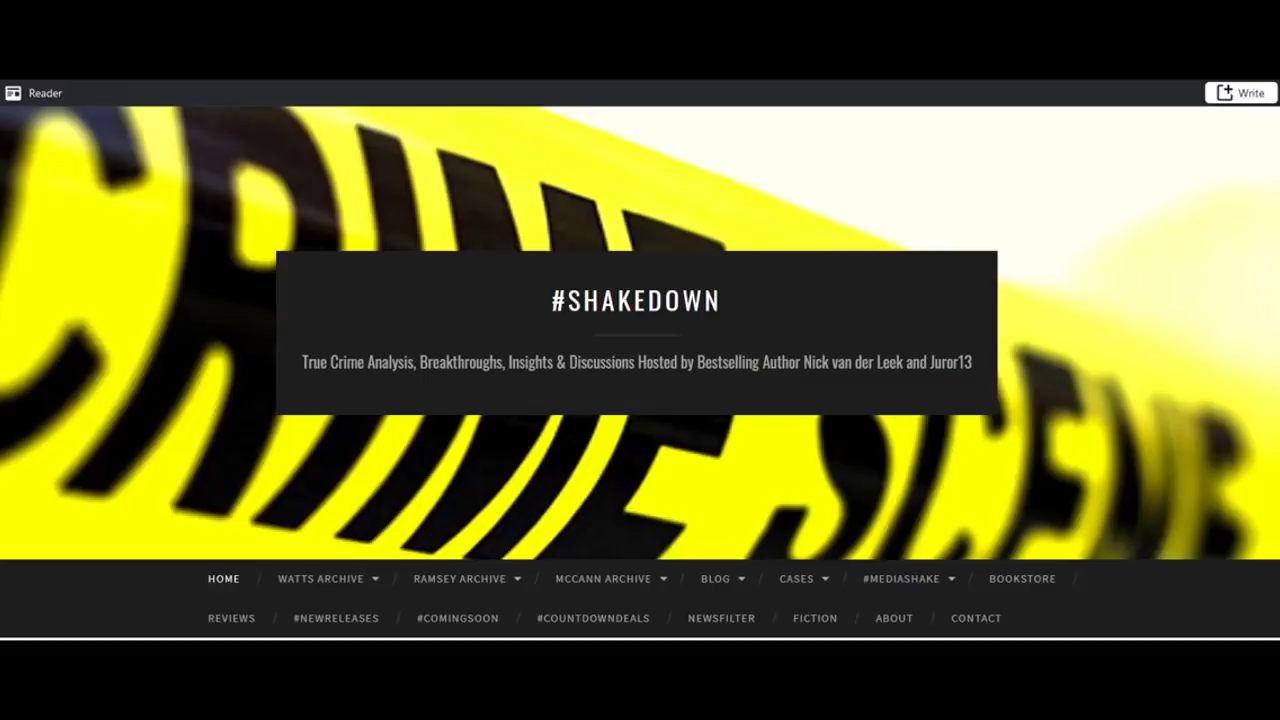 Reader
Write
CRIME SCENE
#SHAKEDOWN
True Crime Analysis, Breakthroughs, Insights & Discussions Hosted by Bestselling Author Nick van der Leek and Juror13
HOME / WATTS ARCHIVE / RAMSEY ARCHIVE / MCCANN ARCHIVE / BLOG / CASES / #MEDIASHAKE / BOOKSTORE /
REVIEWS / #NEWRELEASES / #COMINGSOON / #COUNTDOWNDEALS / NEWSFILTER / FICTION / ABOUT / CONTACT